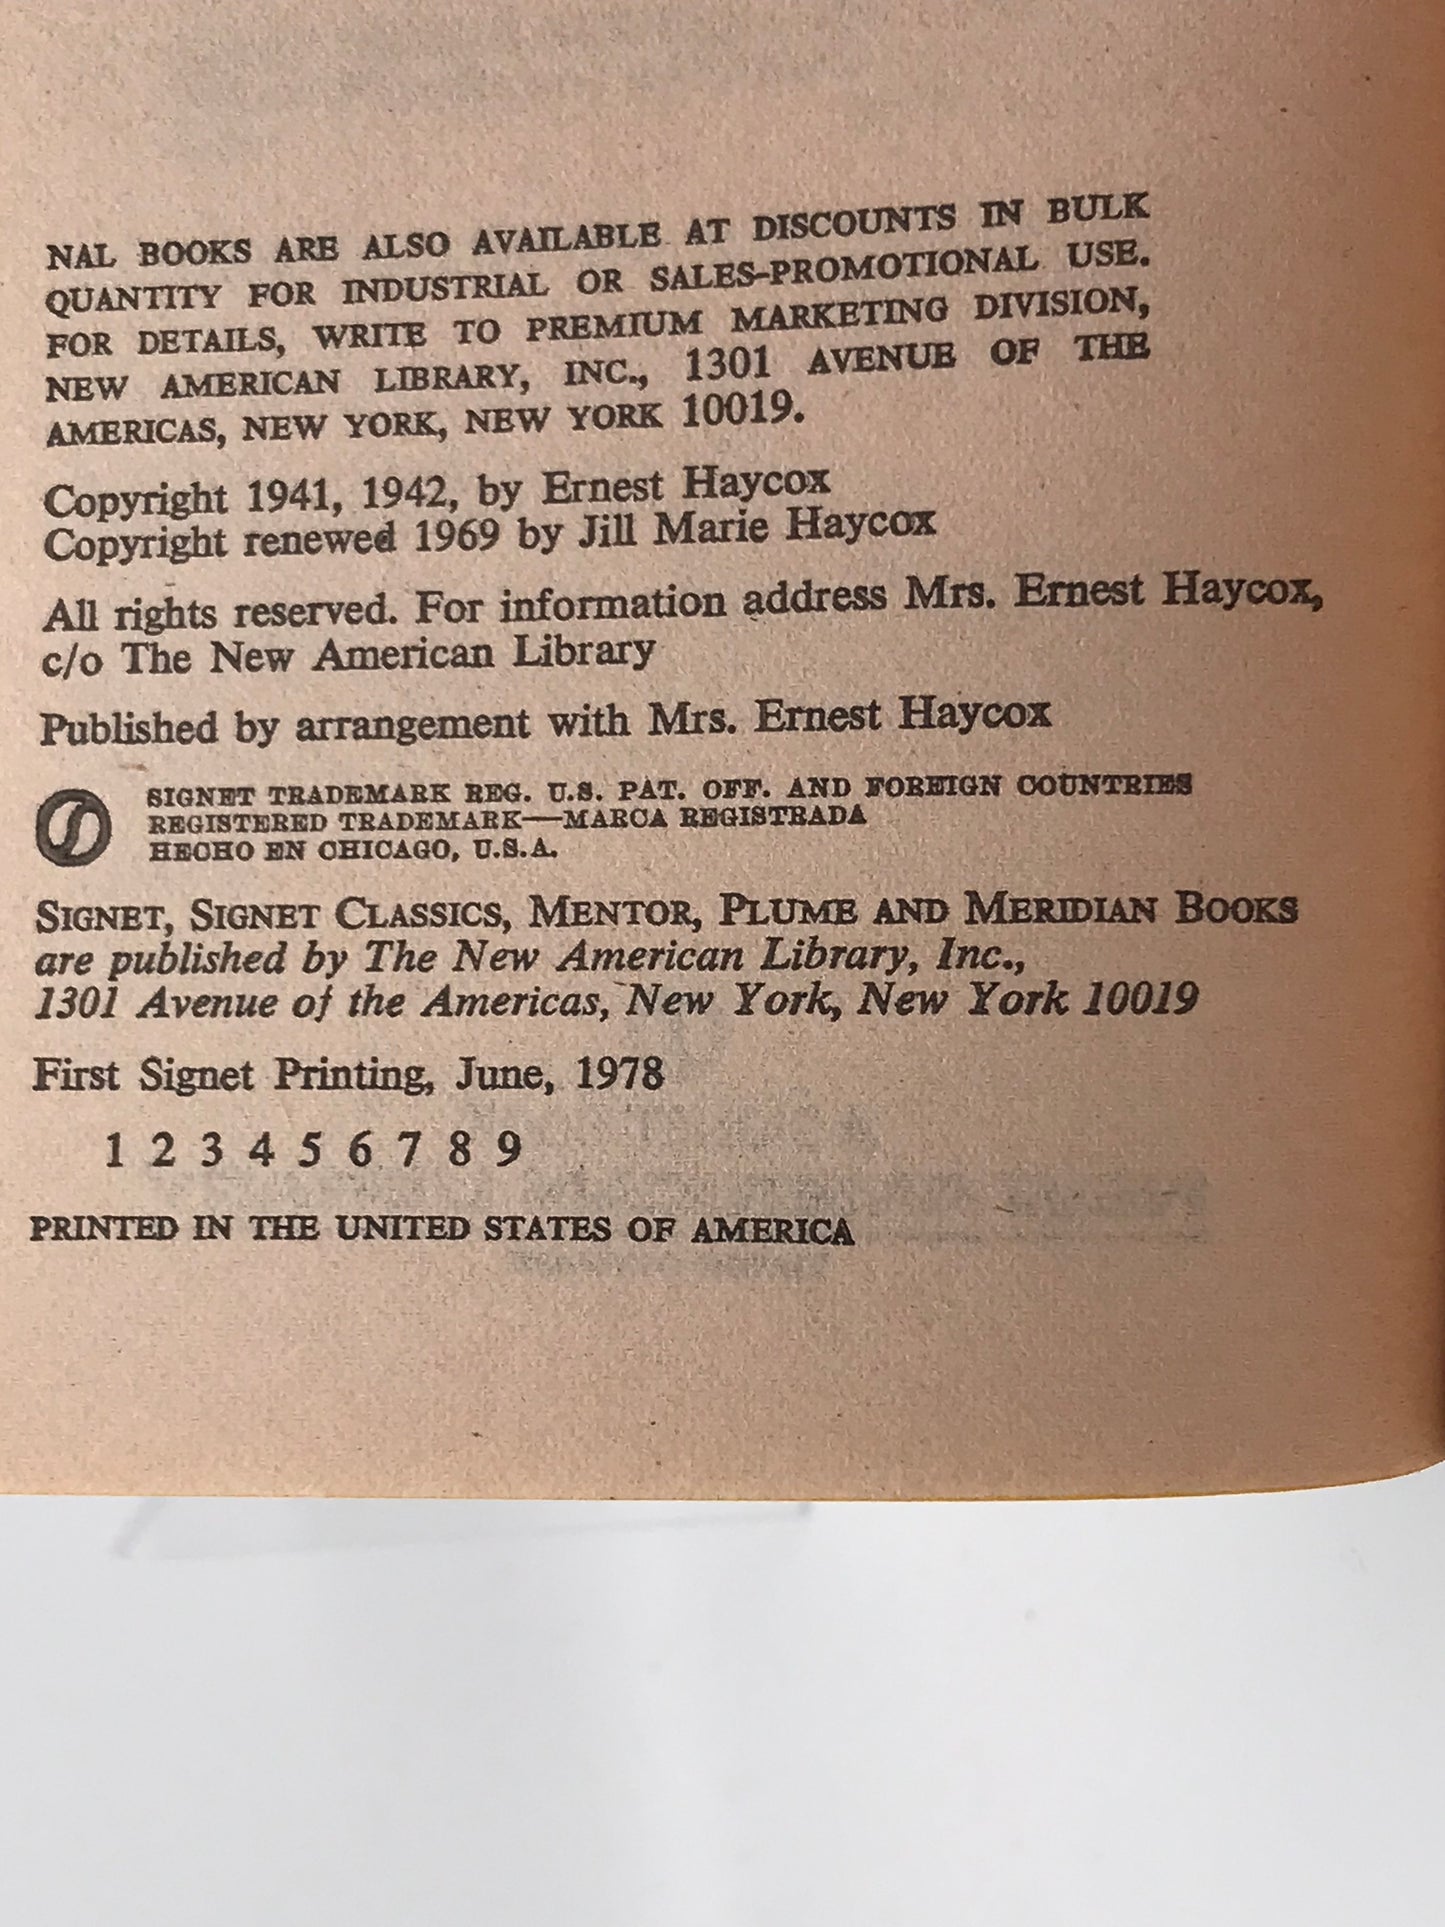 NAL BOOKS ARE ALSO AVAILABLE AT DISCOUNTS IN BULK
QUANTITY FOR INDUSTRIAL OR SALES-PROMOTIONAL USE.
FOR DETAILS, WRITE TO PREMIUM MARKETING DIVISION,
NEW AMERICAN LIBRARY, INC., 1301 AVENUE OF THE
AMERICAS, NEW YORK, NEW YORK 10019.
Copyright 1941, 1942, by Ernest Haycox
Copyright renewed 1969 by Jill Marie Haycox
All rights reserved. For information address Mrs. Ernest Haycox,
c/o The New American Library
Published by arrangement with Mrs. Ernest Haycox
SIGNET TRADEMARK REG. U.S. PAT. OFF. AND FOREIGN COUNTRIES
REGISTERED TRADEMARK—MARCA REGISTRADA
HECHO EN CHICAGO, U.S.A.
SIGNET, SIGNET CLASSICS, MENTOR, PLUME AND MERIDIAN BOOKS
are published by The New American Library, Inc.,
1301 Avenue of the Americas, New York, New York 10019
First Signet Printing, June, 1978
1 2 3 4 5 6 7 8 9
PRINTED IN THE UNITED STATES OF AMERICA